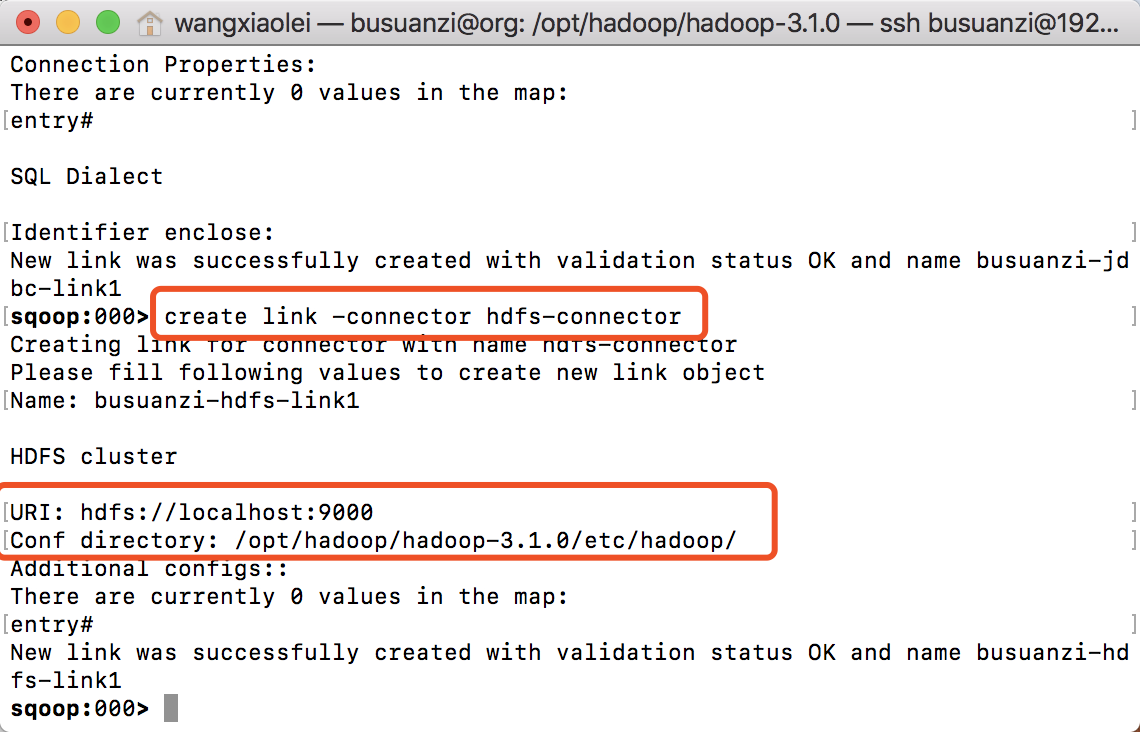 wangxiaolei — busuanzi@org: /opt/hadoop/hadoop-3.1.0 — ssh busuanzi@192...
Connection Properties:
There are currently 0 values in the map:
entry#
SQL Dialect
Identifier enclose:
New link was successfully created with validation status OK and name busuanzi-jd
bc-link1
sqoop:000> create link -connector hdfs-connector
Creating link for connector with name hdfs-connector
Please fill following values to create new link object
Name: busuanzi-hdfs-link1
HDFS cluster
URI: hdfs://localhost:9000
Conf directory: /opt/hadoop/hadoop-3.1.0/etc/hadoop/
Additional configs::
There are currently 0 values in the map:
entry#
New link was successfully created with validation status OK and name busuanzi-hd
fs-link1
sqoop:000>